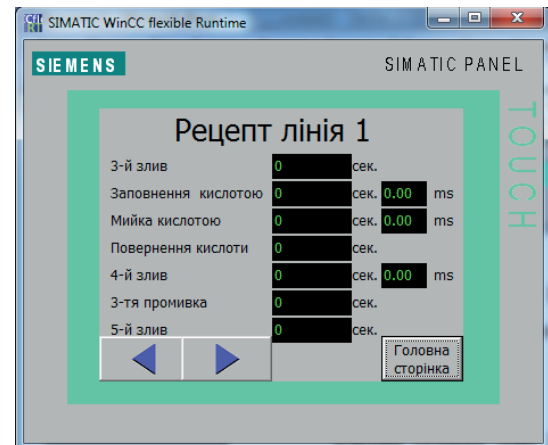 SIMATIC WinCC flexible Runtime
SIEMENS SIMATIC PANEL
TOUCH
Рецепт лінія 1
3-й злив 0 сек.
Заповнення кислотою 0 сек. 0.00 ms
Мийка кислотою 0 сек. 0.00 ms
Повернення кислоти 0 сек.
4-й злив 0 сек. 0.00 ms
3-тя промивка 0 сек.
5-й злив 0 сек.
Головна
сторінка